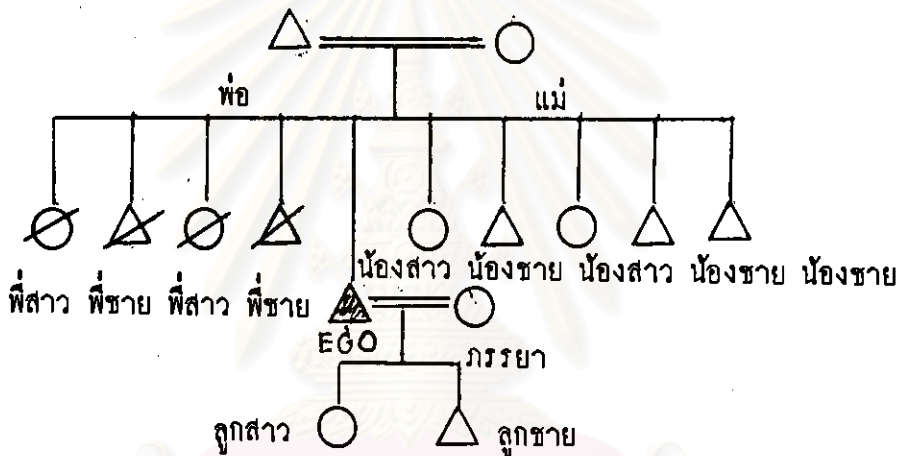 พ่อ แม่
น้องสาว น้องชาย น้องสาว น้องชาย น้องชาย
พี่สาว พี่ชาย พี่สาว พี่ชาย
EGO
ภรรยา
ลูกสาว ลูกชาย